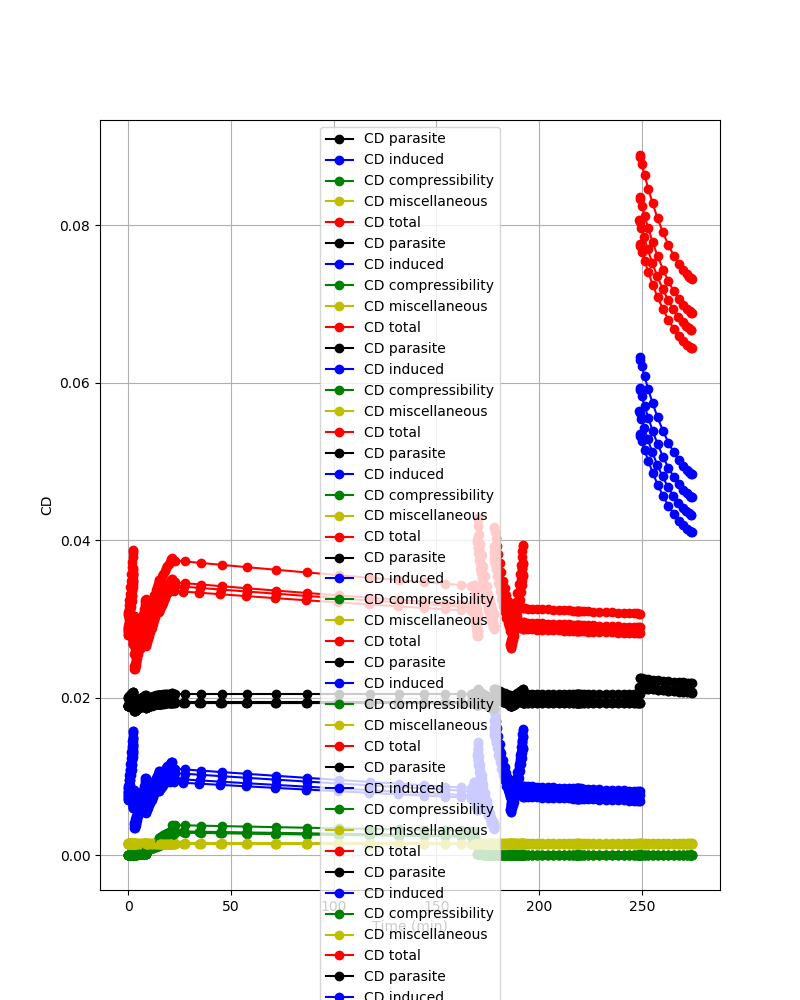 CD parasite
CD induced
CD compressibility
CD miscellaneous
CD total
CD parasite
CD induced
CD compressibility
CD miscellaneous
CD total
CD parasite
CD induced
CD compressibility
CD miscellaneous
CD total
CD parasite
CD induced
CD compressibility
CD miscellaneous
CD total
CD parasite
CD induced
CD compressibility
CD miscellaneous
CD total
CD parasite
CD induced
CD compressibility
CD miscellaneous
CD total
CD parasite
CD induced
CD compressibility
CD miscellaneous
CD total
CD parasite
CD induced
CD compressibility
CD miscellaneous
CD total
CD parasite
CD induced
0.08
0.06
0.04
0.02
0.00
CD
0 50 100 150 200 250
Time (min)